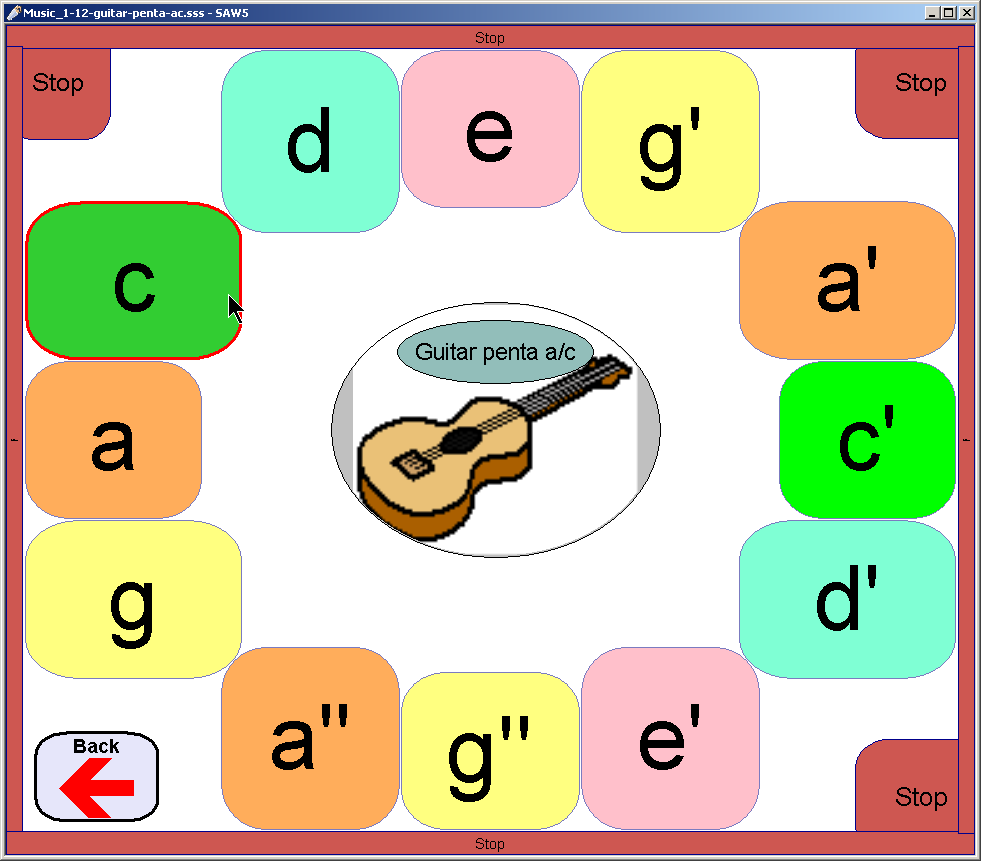 Music_1-12-guitar-penta-ac.sss - SAW5
Stop
Stop
Stop
d
e
g'
c
a'
Guitar penta a/c
a
c'
g
d'
a''
g''
e'
Back
Stop
Stop